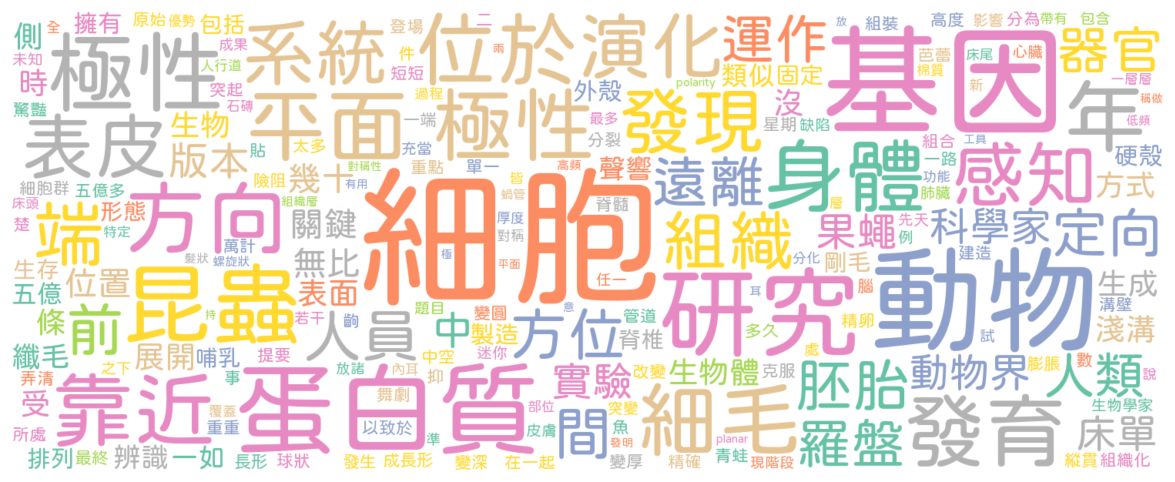 側 全 擁有 原始 優勢 包括 登場 二 兩 放 組裝 高度 影響 分為 帶有 包含
未知 時 極性 成果 人行道 系統 位於 演化 運作 基因 芭蕾 床尾 心臟 器官
驚豔 突起 石磚 件 短短 類似 固定 棉質 新 一層層 稱做
表皮 生物 平面 過程 極性 polarity 外殼 發現 沒 年 低頻
版本 貼 太多 一端 充當 分裂 最多 星期 缺陷 組合 工具
細胞群 五億多 險阻 幾十 對稱性 有用 重點 單一 高頻 皆 聲響 遠離 身體 一路 功能 感知 硬殼
床頭 端 形態 方向 組織層 關鍵 細胞 蝸管 厚度 脊髓 肺臟 方式
楚 特定 萬計 螺旋狀 髮狀 對稱 組織 層 果蠅 先天 例 科學家 定向
生存 位置 昆蟲 無比 極 平面 任一 分化 剛毛 建造
五億 前 表面 持 若干 題目 變圓 意 耳 研究 腦 動物 試 生成
條 人員 齣 中 製造 方位 管道 脊椎 多久 精卵 溝壁 淺溝
纖毛 之下 展開 哺乳 提要 放諸 中空 迷你 處 膨脹 數
弄清 事 內耳 抑 改變 生物體 克服 動物界 人類 說
受 靠近 覆蓋 重重 蛋白質 舞劇 部位 實驗 突變 細毛 胚胎 生物學家
所處 以致於 準 皮膚 間 魚 發明 planar 發育 床單
排列 最終 辨識 一如 長形 球狀 發生 成長形 變深 在一起 變厚 精確 青蛙 現階段 羅盤 縱貫 組織化